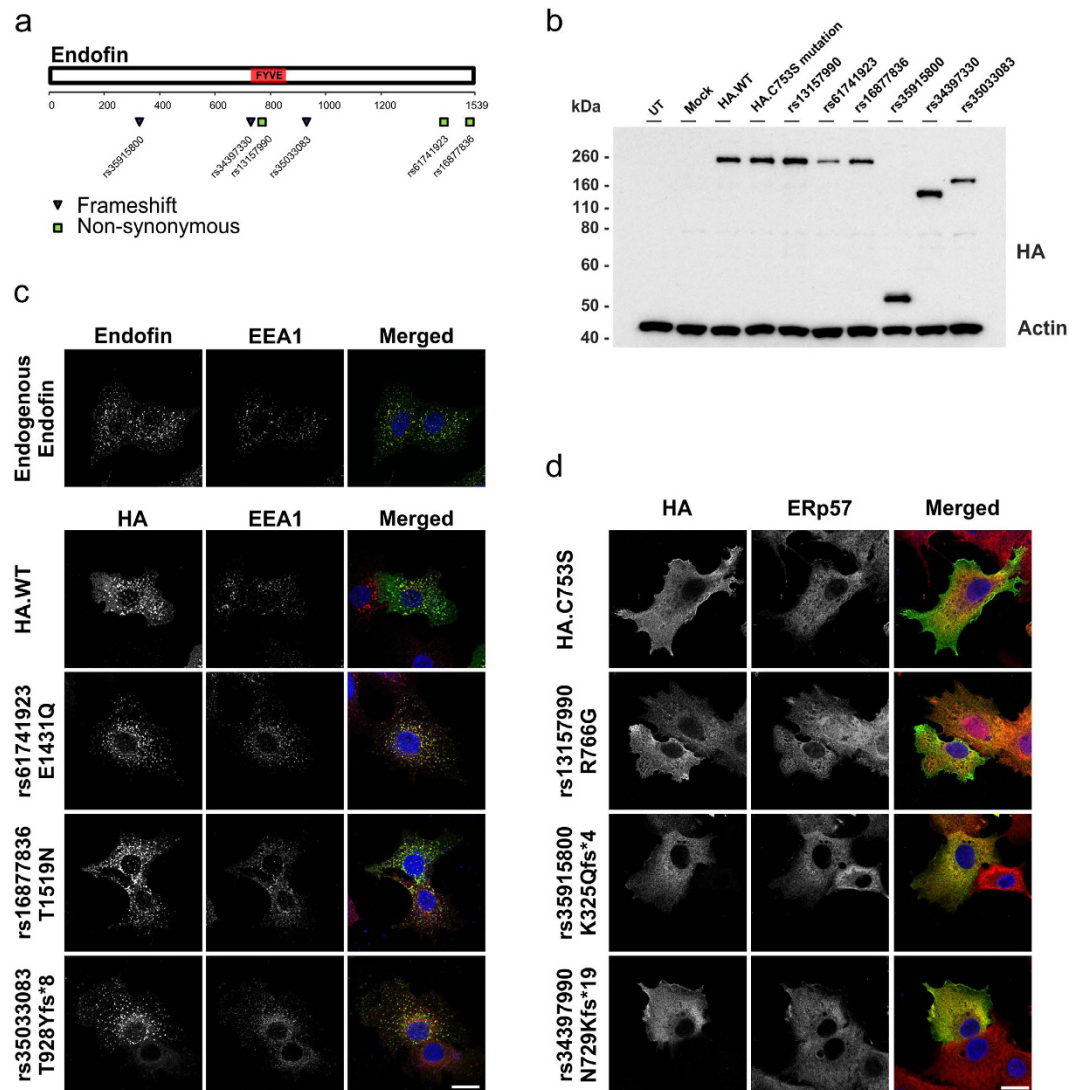 a
Endofin
FYVE
0 200 400 600 800 1000 1200 1539
rs35915800
rs34397330
rs13157990
rs35033083
rs61741923
rs16877836
Frameshift
Non-synonymous
b
kDa
UT
Mock
HA.WT
HA.C753S mutation
rs13157990
rs61741923
rs16877836
rs35915800
rs34397330
rs35033083
260 -
160 -
110 -
80 -
60 -
50 -
40 -
HA
Actin
c
Endofin EEA1 Merged
Endogenous
Endofin
HA EEA1 Merged
HA.WT
rs61741923
E1431Q
rs16877836
T1519N
rs35033083
T928Yfs*8
d
HA ERp57 Merged
HA.C753S
rs13157990
R766G
rs35915800
K325Qfs*4
rs34397990
N729Kfs*19